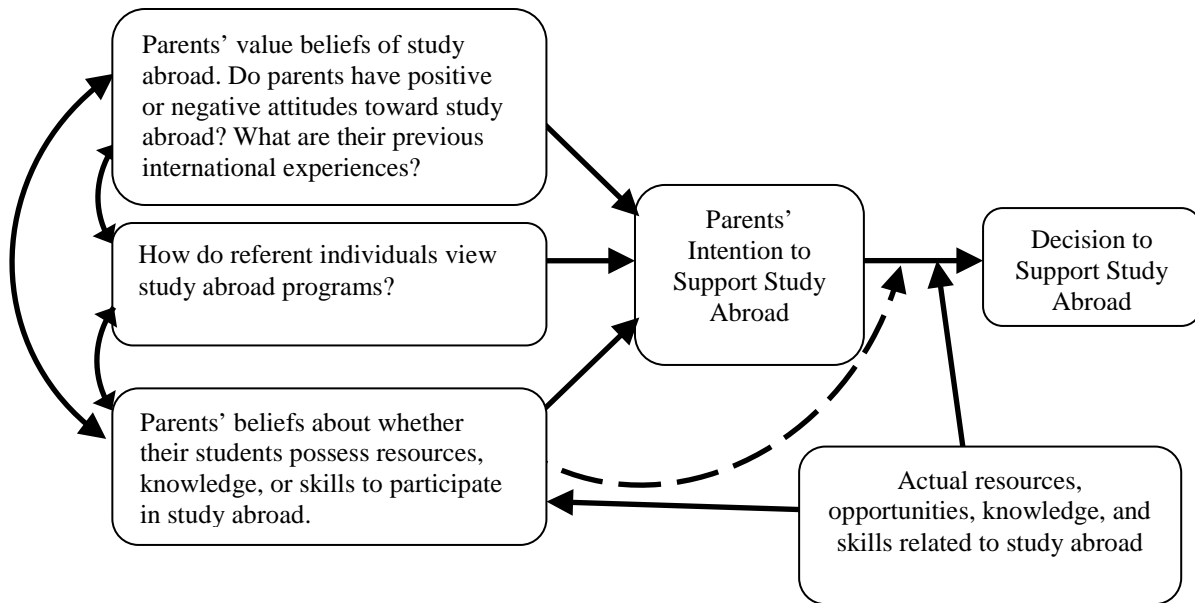 Parents’ value beliefs of study
abroad. Do parents have positive
or negative attitudes toward study
abroad? What are their previous
international experiences?
How do referent individuals view
study abroad programs?
Parents’ beliefs about whether
their students possess resources,
knowledge, or skills to participate
in study abroad.
Parents’
Intention to
Support Study
Abroad
Decision to
Support Study
Abroad
Actual resources,
opportunities, knowledge, and
skills related to study abroad